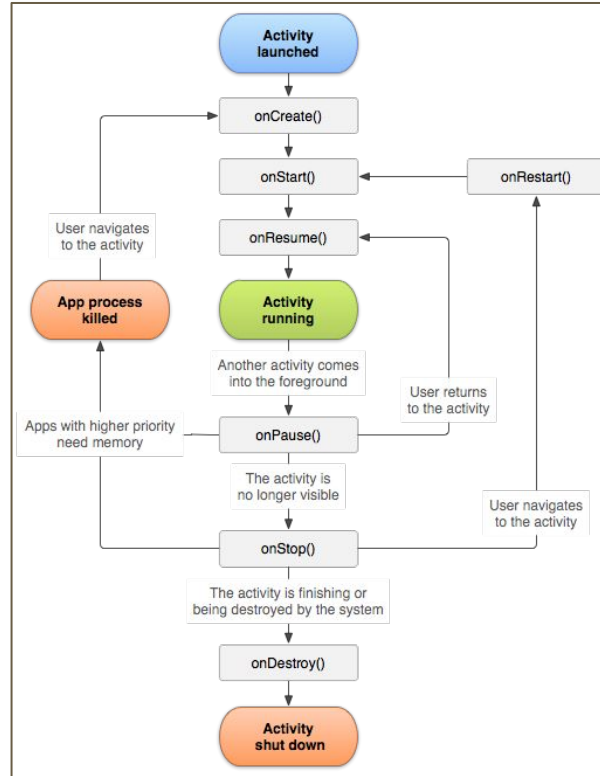 Activity
launched
onCreate()
onStart()
onRestart()
User navigates
to the activity
onResume()
App process
killed
Activity
running
Another activity comes
into the foreground
User returns
to the activity
Apps with higher priority
need memory
onPause()
The activity is
no longer visible
User navigates
to the activity
onStop()
The activity is finishing or
being destroyed by the system
onDestroy()
Activity
shut down